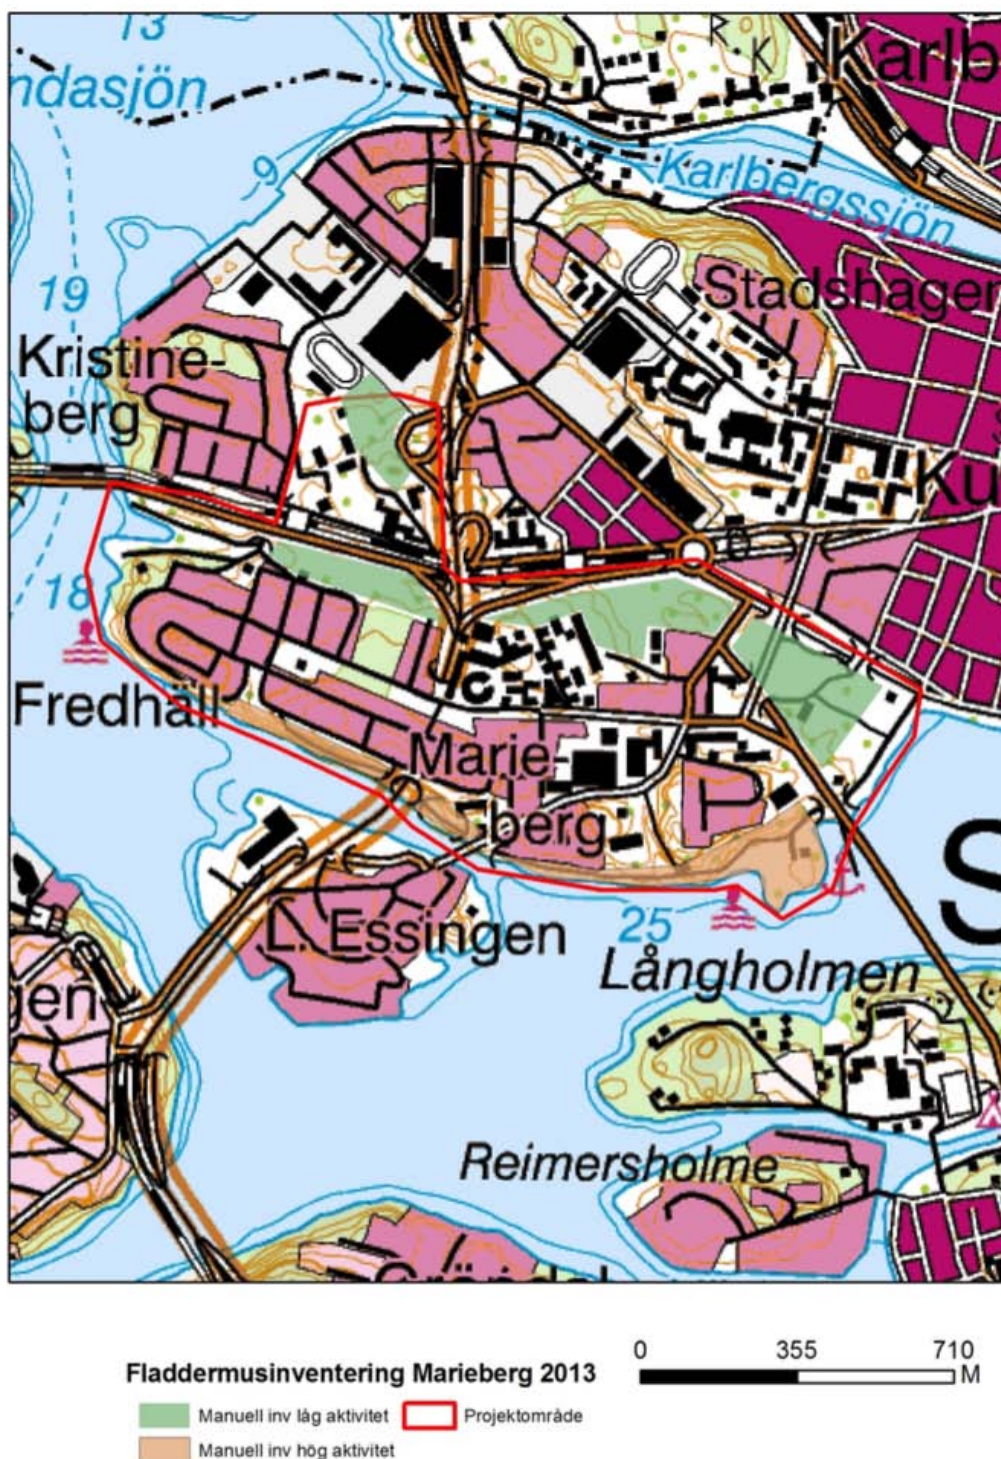 13
R.
K
Karlb
ndasjön
9
Karlbergssjön
19
Stadshagen
Kristine-
berg
Ku
18
Fredhäll
Marie-
berg
S
25
L. Essingen
Långholmen
gen
K
Reimersholme
Gröndal
0 355 710
M
Fladdermusinventering Marieberg 2013
Manuell inv låg aktivitet Projektområde
Manuell inv hög aktivitet